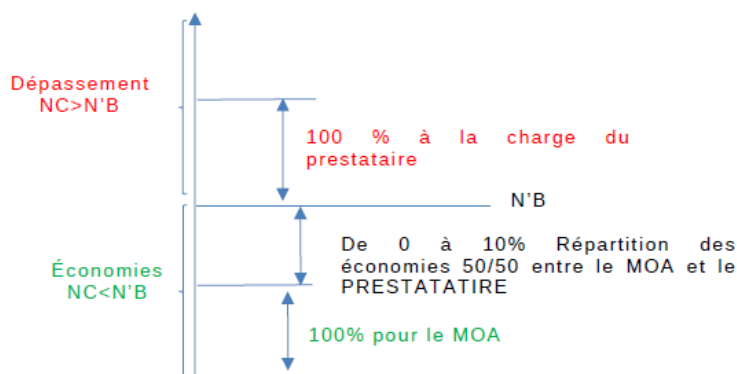 Dépassement
NC>N'B
100 % à la charge du
prestataire
N'B
De 0 à 10% Répartition des
économies 50/50 entre le MOA et le
PRESTATATIRE
Économies
NC<N'B
100% pour le MOA